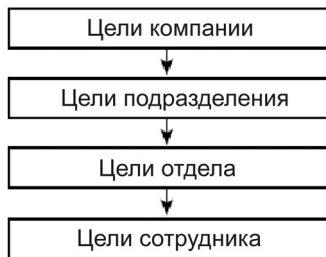 Цели компании
Цели подразделения
Цели отдела
Цели сотрудника